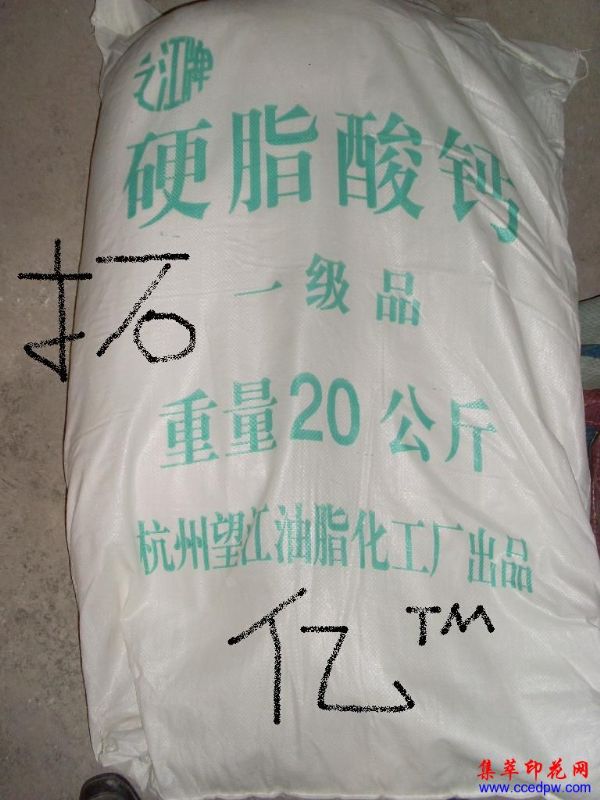 之江牌
硬脂酸钙
拓
一级品
重量20公斤
杭州望江油脂化工厂出品
亿™
集萃印花网
www.ccedpw.com